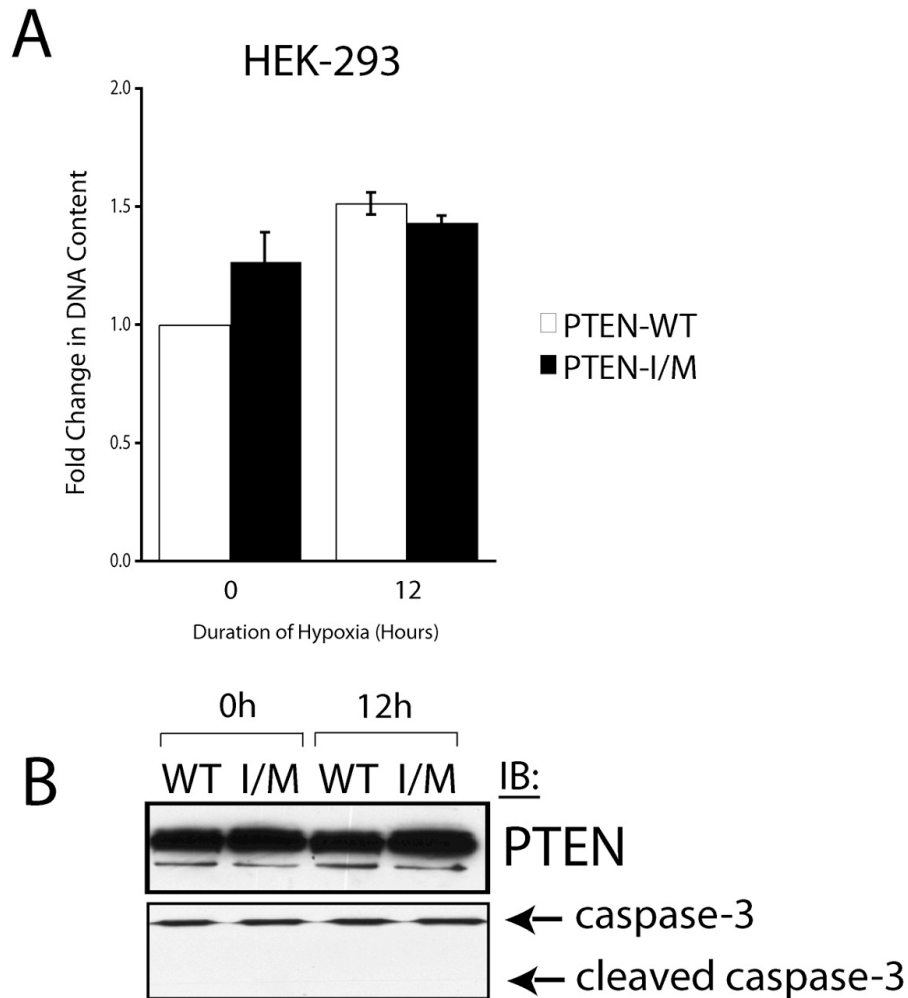 A
HEK-293
Fold Change in DNA Content
2.0
1.5
1.0
0.5
0.0
0 12
Duration of Hypoxia (Hours)
PTEN-WT
PTEN-I/M
B
0h 12h
WT I/M WT I/M IB:
PTEN
caspase-3
cleaved caspase-3